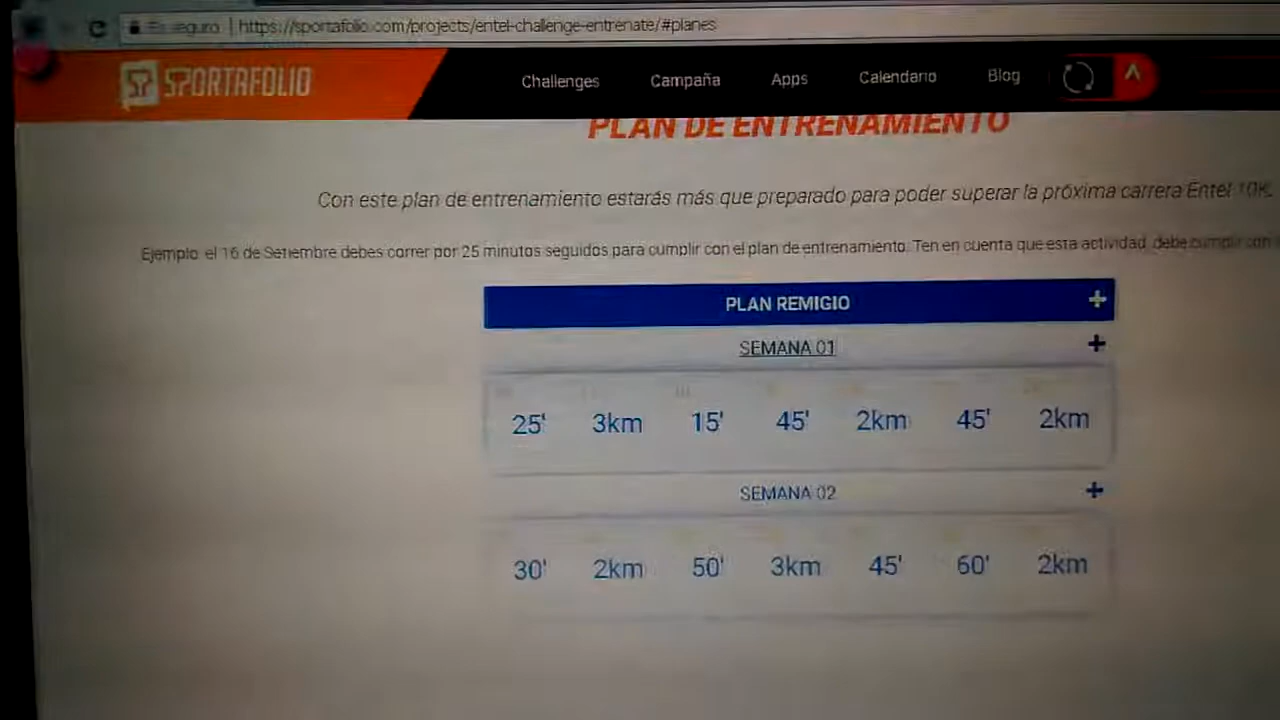 Es seguro | https://sportafolio.com/projects/entel-challenge-entrenate/#planes
SP SPORTAFOLIO
Challenges Campaña Apps Calendario Blog
PLAN DE ENTRENAMIENTO
Con este plan de entrenamiento estarás más que preparado para poder superar la próxima carrera Entel 10K.
Ejemplo: el 16 de Setiembre debes correr por 25 minutos seguidos para cumplir con el plan de entrenamiento. Ten en cuenta que esta actividad, debe cumplir con
PLAN REMIGIO +
SEMANA 01 +
25' 3km 15' 45' 2km 45' 2km
SEMANA 02 +
30' 2km 50' 3km 45' 60' 2km